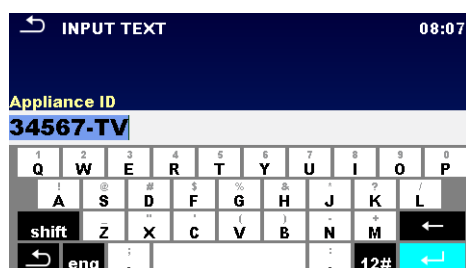 INPUT TEXT 08:07
Appliance ID
34567-TV
1 2 3 4 5 6 7 8 9 0
Q W E R T Y U I O P
! @ # $ % & * ? /
A S D F G H J K L
" ( ) - +
shift Z X C V B N M
; :
eng . 12#